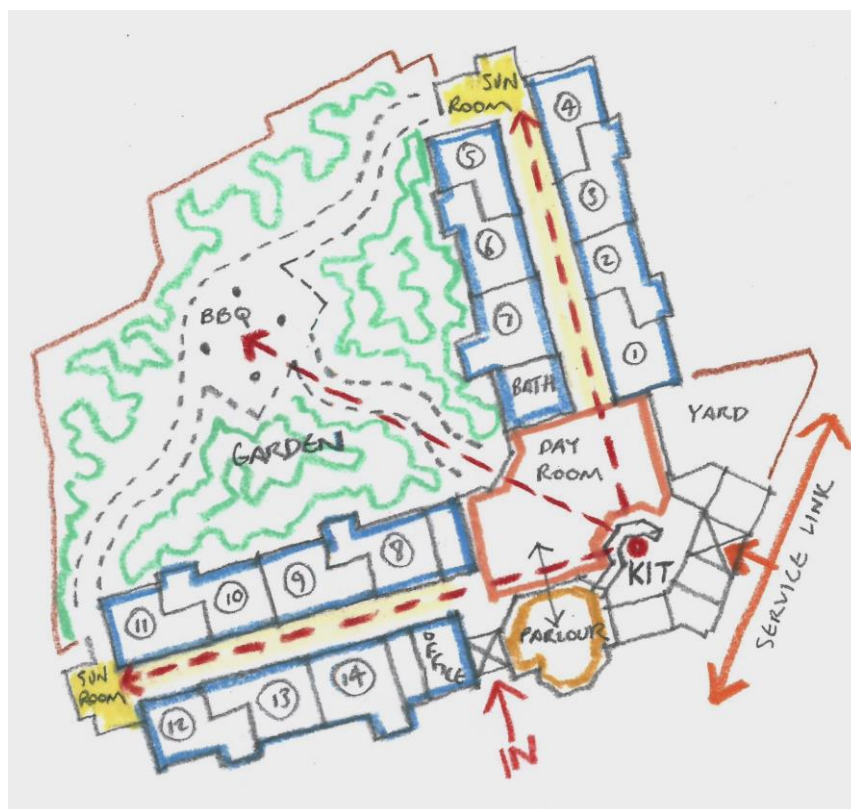 SUN
ROOM
④
⑤
③
⑥
②
⑦
①
BBQ
BATH
YARD
GARDEN
DAY
ROOM
SERVICE LINK
KIT
⑧
⑨
⑩
⑪
PARLOUR
OFFICE
SUN
ROOM
⑭
⑬
⑫
IN